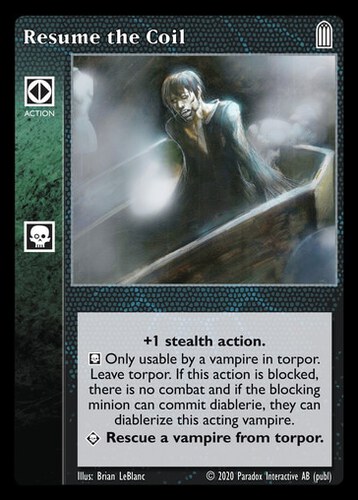 Resume the Coil
ACTION
+1 stealth action.
Only usable by a vampire in torpor.
Leave torpor. If this action is blocked,
there is no combat and if the blocking
minion can commit diablerie, they can
diablerize this acting vampire.
Rescue a vampire from torpor.
Illus: Brian LeBlanc © 2020 Paradox Interactive AB (publ)